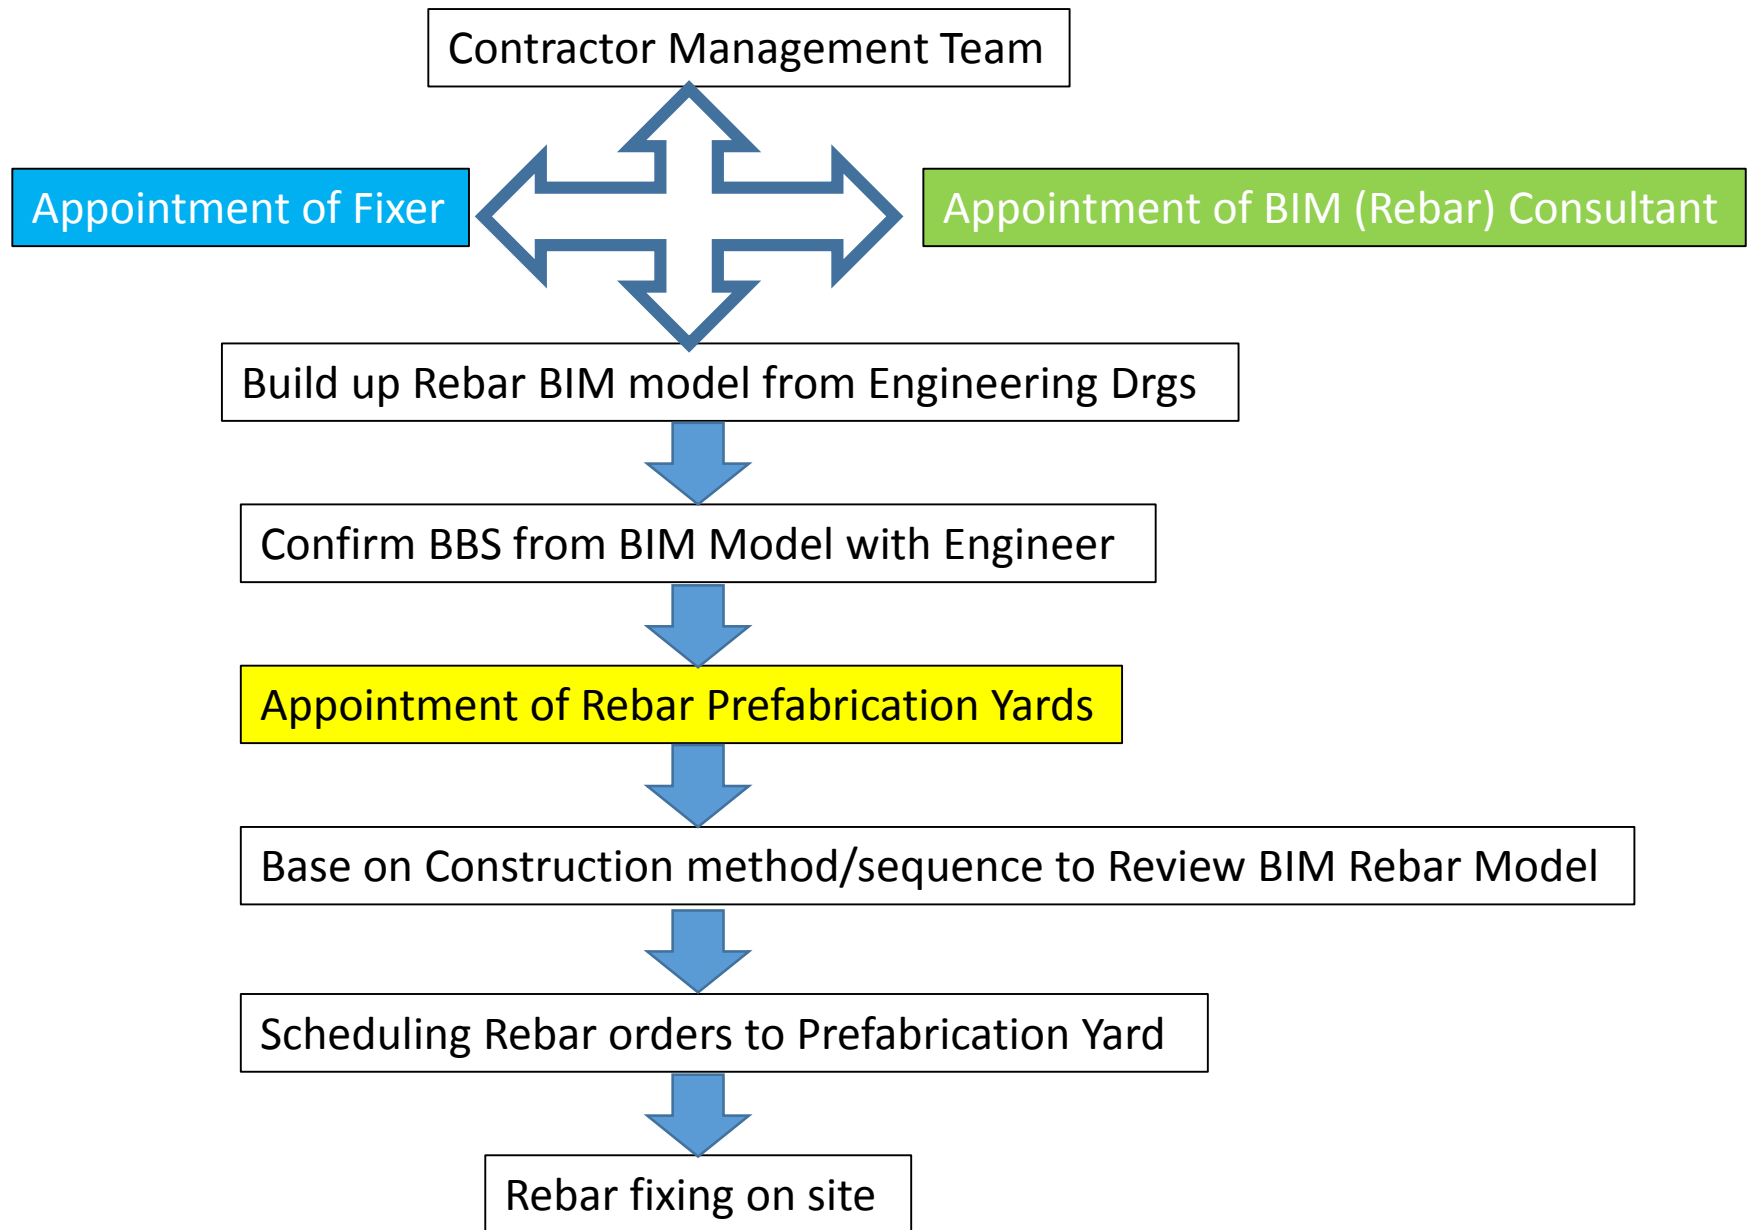 Contractor Management Team
Appointment of Fixer
Appointment of BIM (Rebar) Consultant
Build up Rebar BIM model from Engineering Drgs
Confirm BBS from BIM Model with Engineer
Appointment of Rebar Prefabrication Yards
Base on Construction method/sequence to Review BIM Rebar Model
Scheduling Rebar orders to Prefabrication Yard
Rebar fixing on site